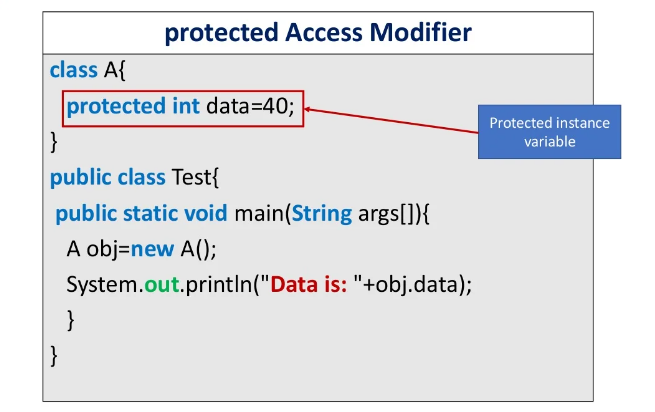 protected Access Modifier
class A{
protected int data=40;
Protected instance
variable
}
public class Test{
public static void main(String args[]){
A obj=new A();
System.out.println("Data is: "+obj.data);
}
}